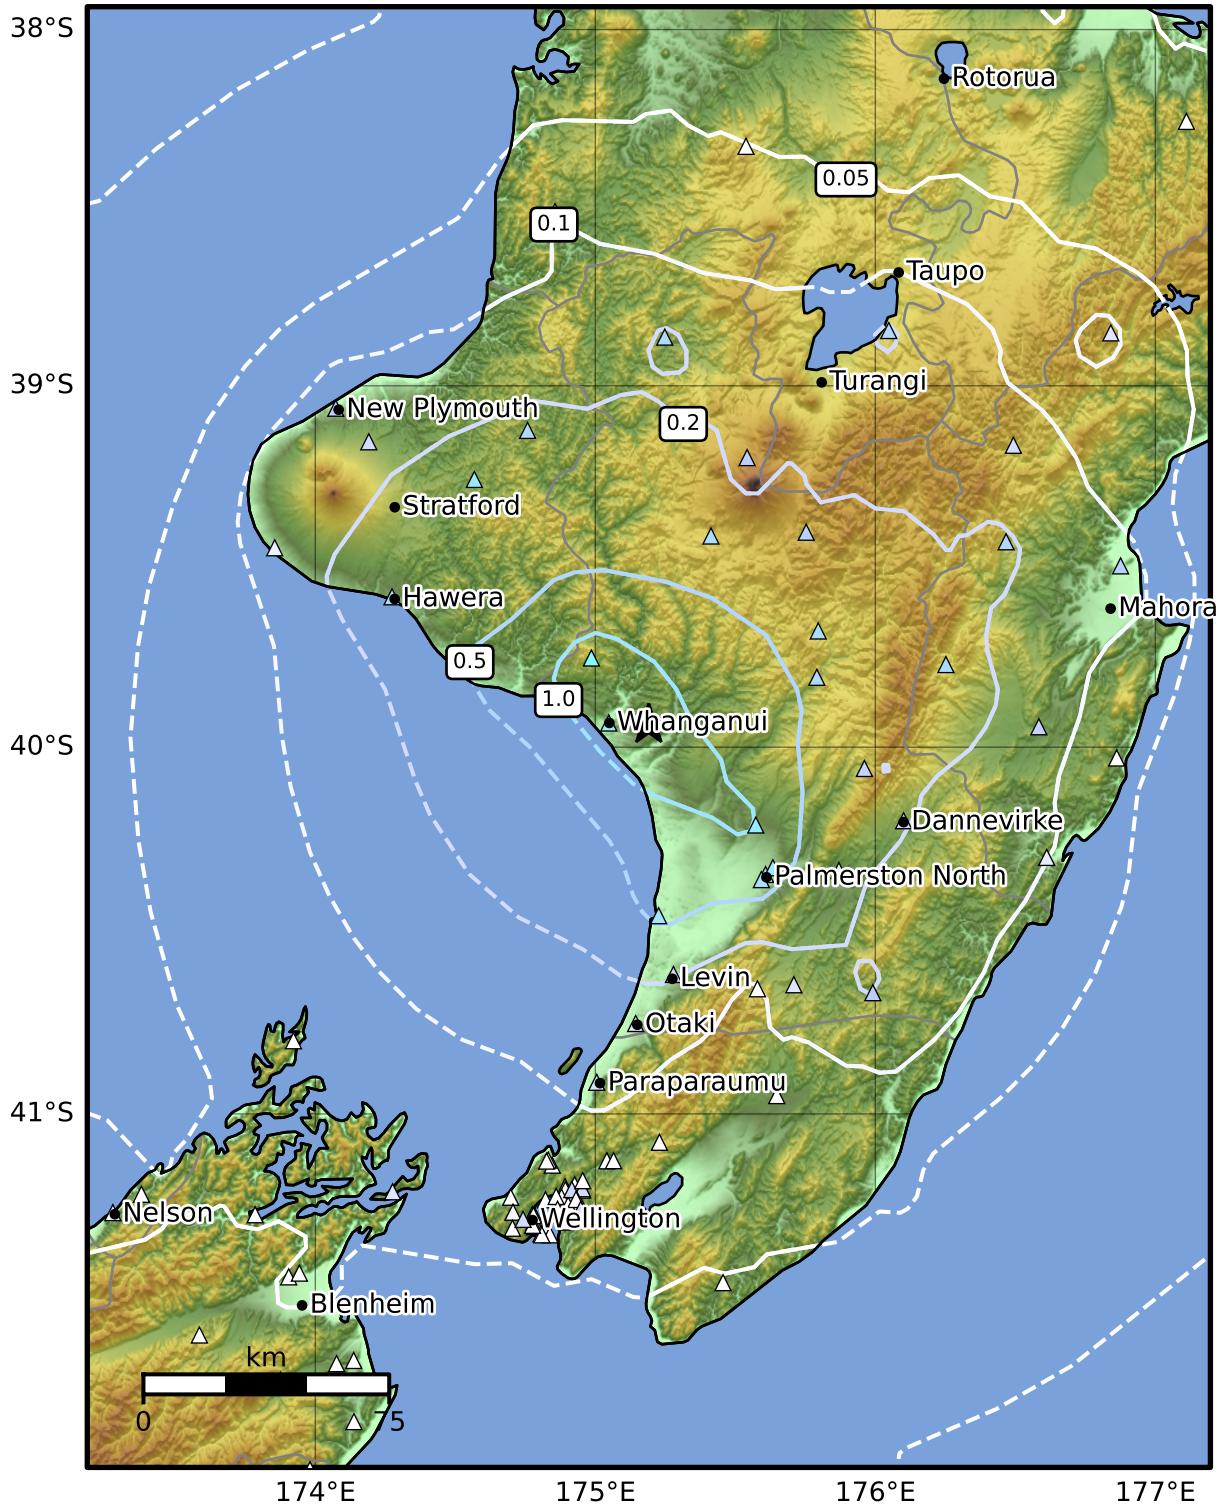 38°S
Rotorua
0.05
0.1
Taupo
39°S
Turangi
New Plymouth
0.2
Stratford
Hawera
Mahora
0.5
1.0
Whanganui
40°S
Dannevirke
Palmerston North
Levin
Otaki
Paraparaumu
41°S
Nelson
Wellington
Blenheim
km
0
75
174°E
175°E
176°E
177°E